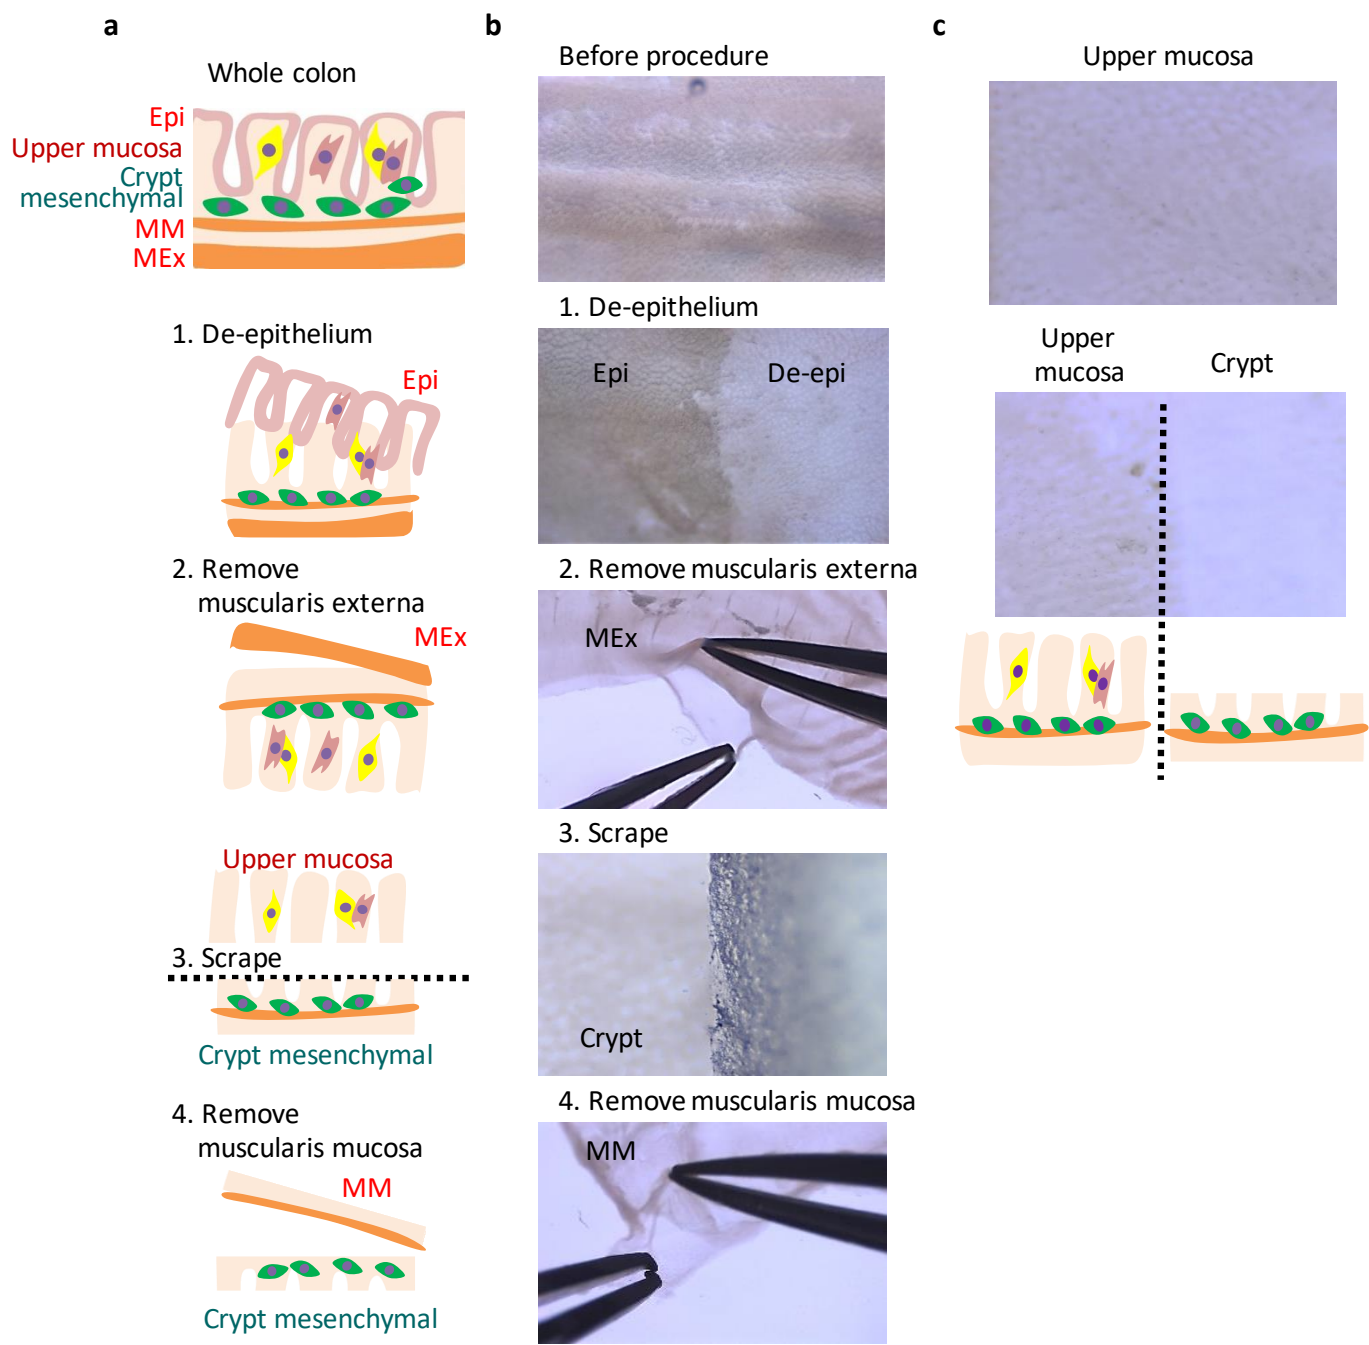 a
Whole colon
Epi
Upper mucosa
Crypt
mesenchymal
MM
MEx
1. De-epithelium
Epi
2. Remove
muscularis externa
MEx
Upper mucosa
3. Scrape
Crypt mesenchymal
4. Remove
muscularis mucosa
MM
Crypt mesenchymal
b
Before procedure
1. De-epithelium
Epi
De-epi
2. Remove muscularis externa
MEx
3. Scrape
Crypt
4. Remove muscularis mucosa
MM
c
Upper mucosa
Upper
mucosa
Crypt